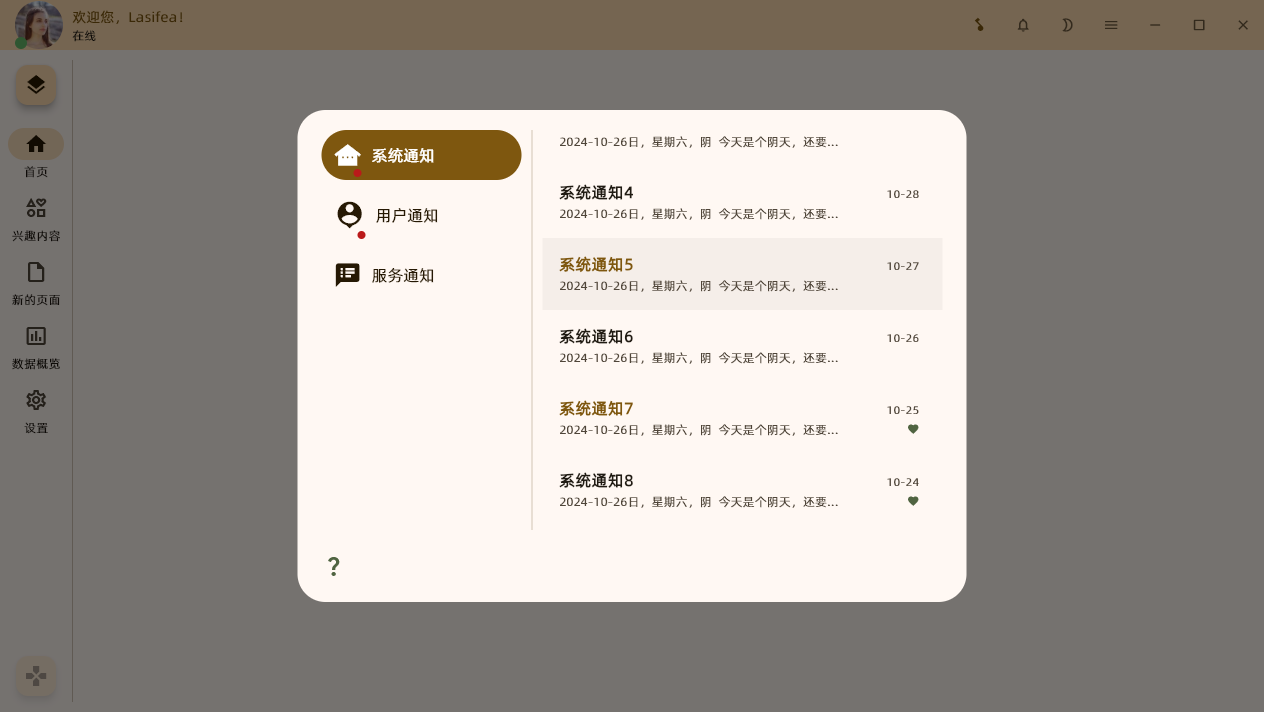 欢迎您，Lasifea！
在线
首页
兴趣内容
新的页面
数据概览
设置
系统通知
用户通知
服务通知
?
2024-10-26日，星期六，阴 今天是个阴天，还要...
系统通知4
10-28
2024-10-26日，星期六，阴 今天是个阴天，还要...
系统通知5
10-27
2024-10-26日，星期六，阴 今天是个阴天，还要...
系统通知6
10-26
2024-10-26日，星期六，阴 今天是个阴天，还要...
系统通知7
10-25
2024-10-26日，星期六，阴 今天是个阴天，还要...
系统通知8
10-24
2024-10-26日，星期六，阴 今天是个阴天，还要...